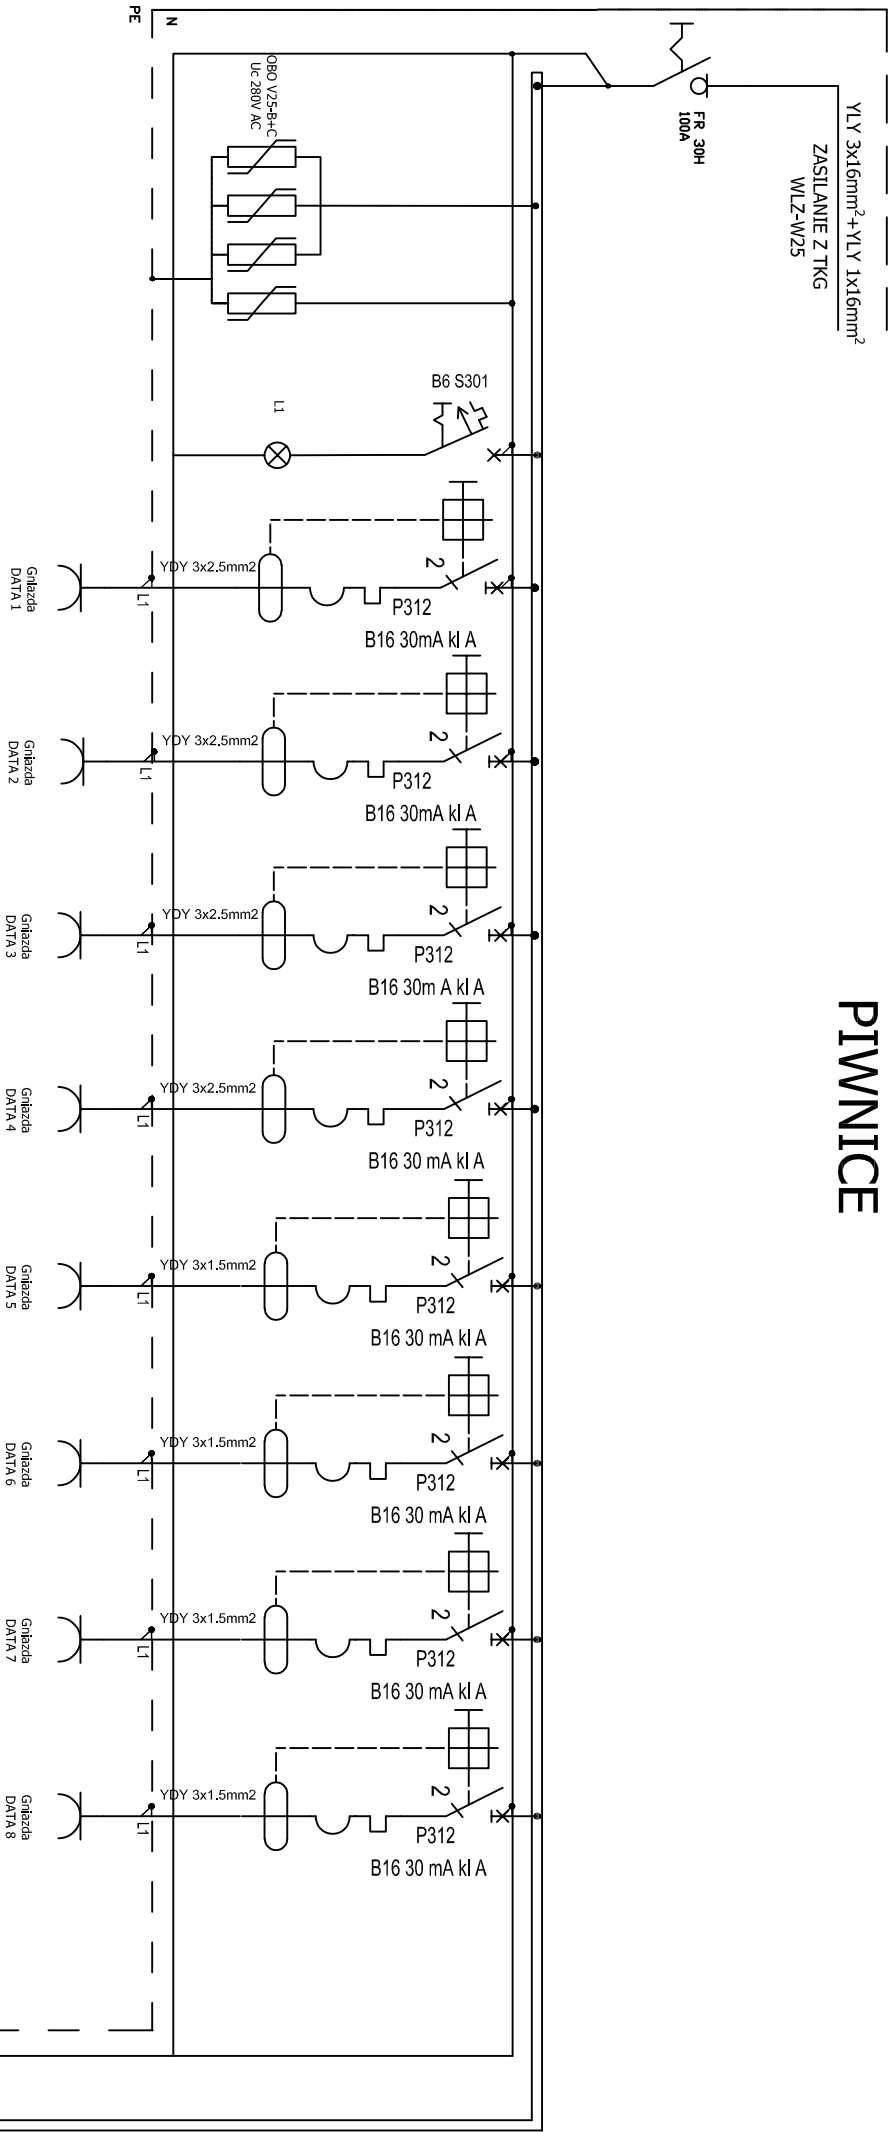 PIWNICE
YLY 3x16mm²+YLY 1x16mm²
ZASILANIE Z TKG
WLZ-W25
FR 30H
100A
PE
N
OBO V25-B+C
Uc 280V AC
B6 S301
L1
2
P312
B16 30mA kl A
YDY 3x2.5mm2
L1
Gniazda
DATA 1
2
P312
B16 30mA kl A
YDY 3x2.5mm2
L1
Gniazda
DATA 2
2
P312
B16 30m A kl A
YDY 3x2.5mm2
L1
Gniazda
DATA 3
2
P312
B16 30 mA kl A
YDY 3x2.5mm2
L1
Gniazda
DATA 4
2
P312
B16 30 mA kl A
YDY 3x1.5mm2
L1
Gniazda
DATA 5
2
P312
B16 30 mA kl A
YDY 3x1.5mm2
L1
Gniazda
DATA 6
2
P312
B16 30 mA kl A
YDY 3x1.5mm2
L1
Gniazda
DATA 7
2
P312
B16 30 mA kl A
YDY 3x1.5mm2
L1
Gniazda
DATA 8